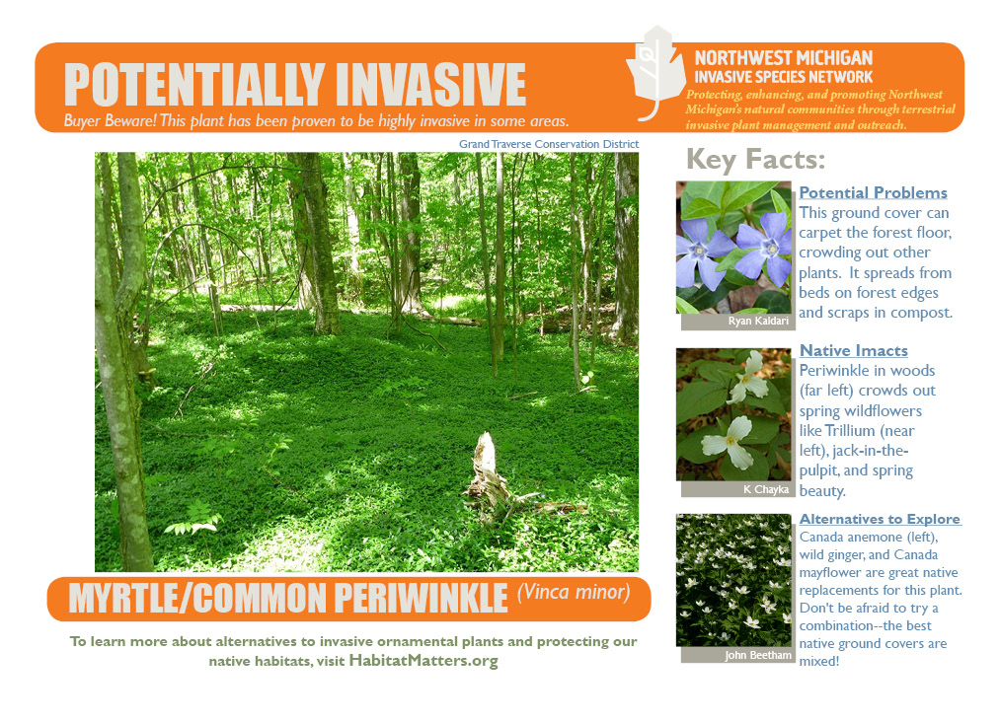 POTENTIALLY INVASIVE
Buyer Beware! This plant has been proven to be highly invasive in some areas.
NORTHWEST MICHIGAN
INVASIVE SPECIES NETWORK
Protecting, enhancing, and promoting Northwest
Michigan's natural communities through terrestrial
invasive plant management and outreach.
Grand Traverse Conservation District
Key Facts:
Potential Problems
This ground cover can
carpet the forest floor,
crowding out other
plants. It spreads from
beds on forest edges
and scraps in compost.
Ryan Kaldari
Native Imacts
Periwinkle in woods
(far left) crowds out
spring wildflowers
like Trillium (near
left), jack-in-the-
pulpit, and spring
beauty.
K Chayka
Alternatives to Explore
Canada anemone (left),
wild ginger, and Canada
mayflower are great native
replacements for this plant.
Don't be afraid to try a
combination--the best
native ground covers are
mixed!
John Beetham
MYRTLE/COMMON PERIWINKLE (Vinca minor)
To learn more about alternatives to invasive ornamental plants and protecting our
native habitats, visit HabitatMatters.org